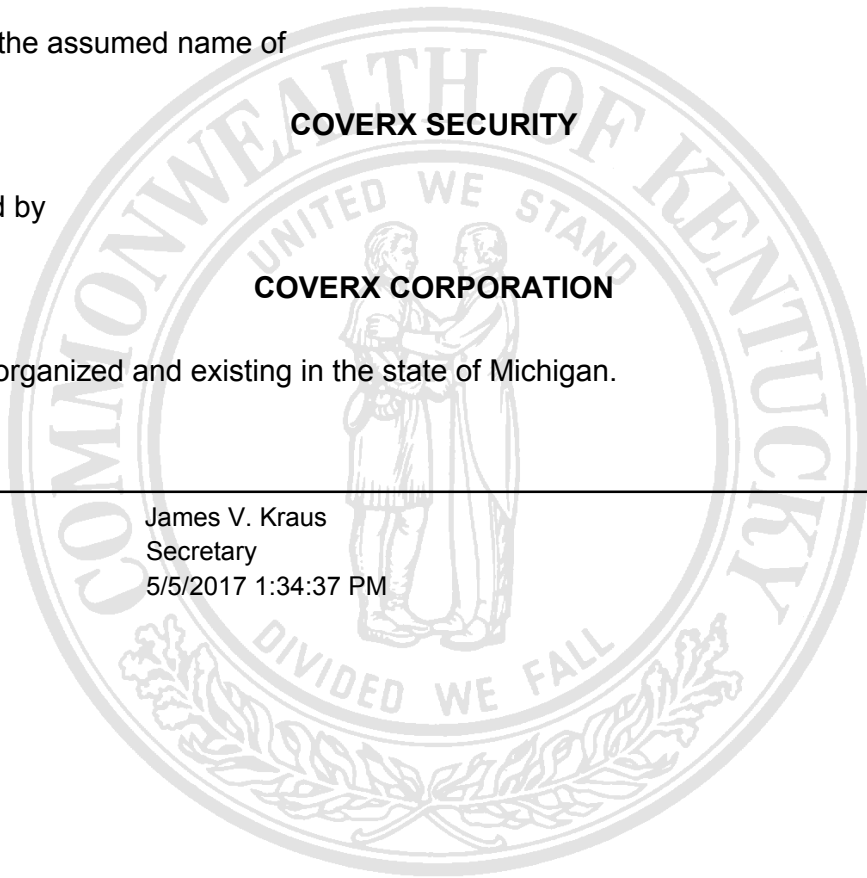 the assumed name of
COVERX SECURITY
d by
COVERX CORPORATION
organized and existing in the state of Michigan.
James V. Kraus
Secretary
5/5/2017 1:34:37 PM
COMMONWEALTH OF KENTUCKY
UNITED WE STAND
DIVIDED WE FALL